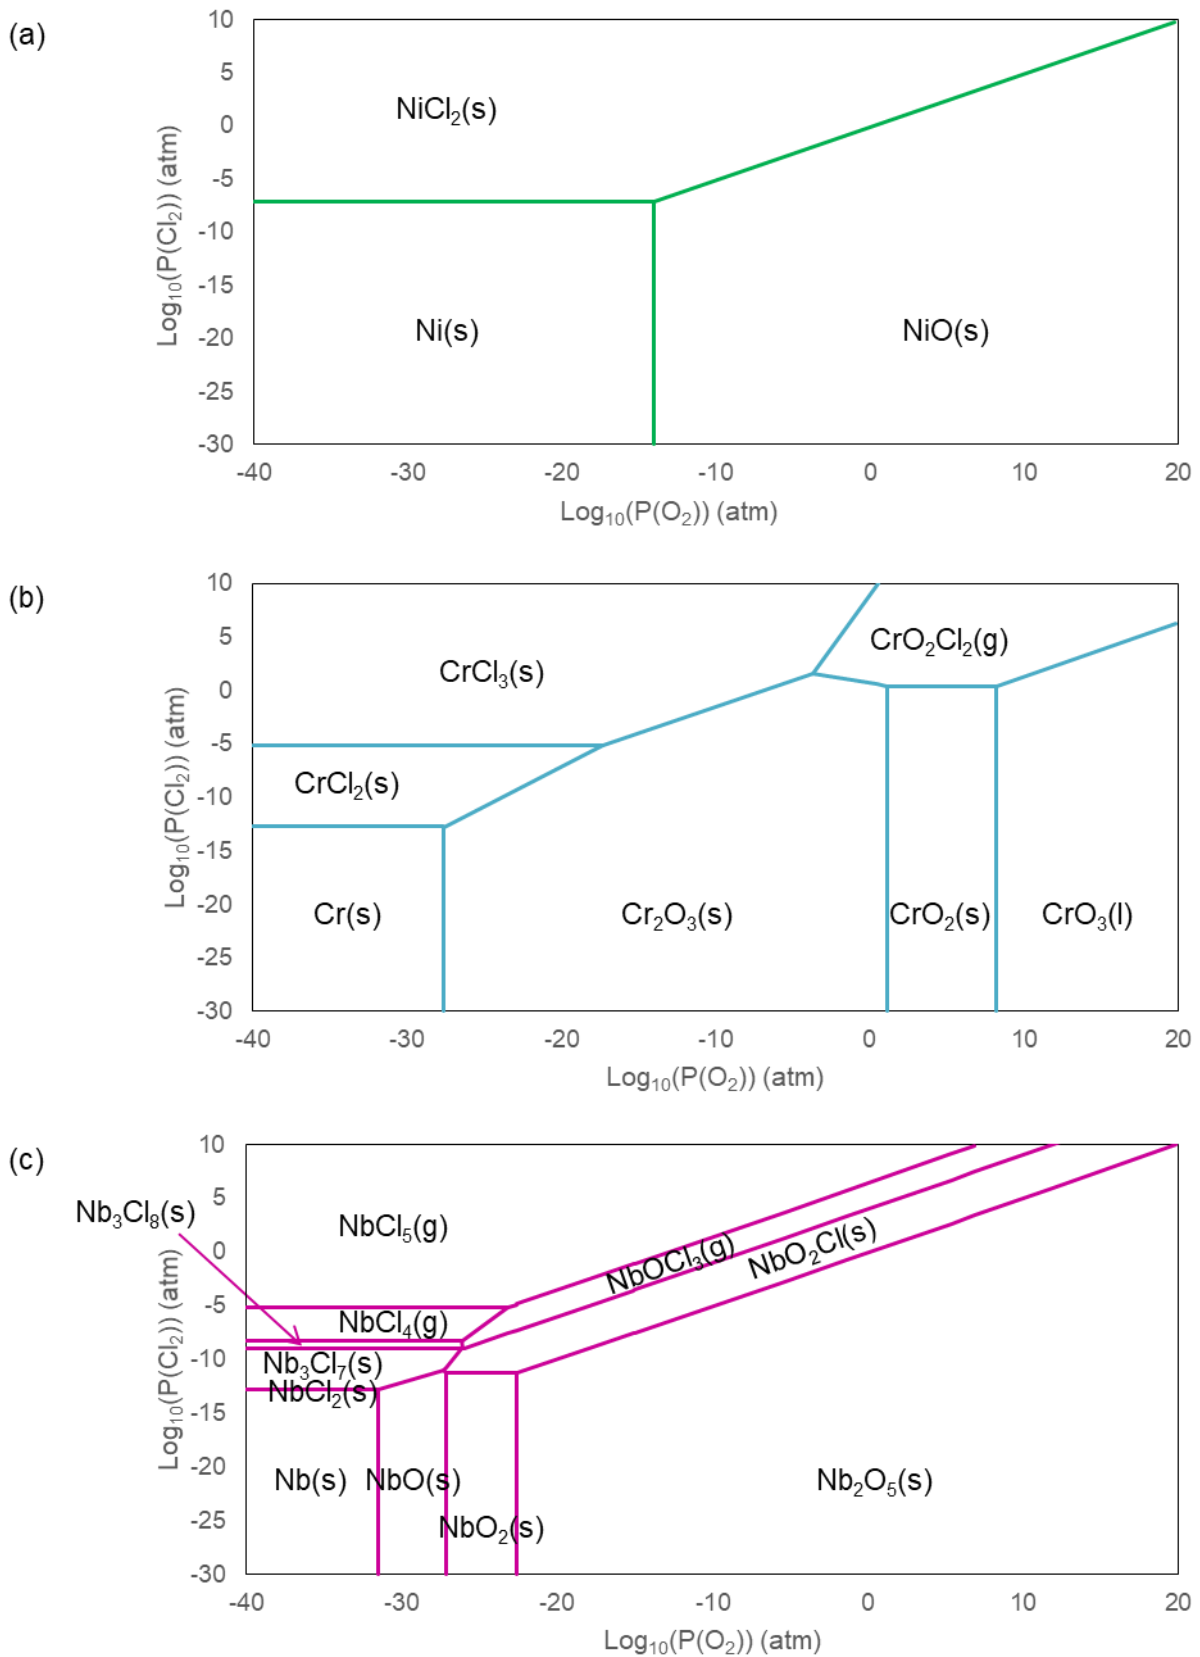 (a)
10
5
0
-5
-10
-15
-20
-25
-30
Log₁₀(P(Cl₂)) (atm)
NiCl₂(s)
Ni(s)
NiO(s)
-40 -30 -20 -10 0 10 20
Log₁₀(P(O₂)) (atm)
(b)
10
5
0
-5
-10
-15
-20
-25
-30
Log₁₀(P(Cl₂)) (atm)
CrO₂Cl₂(g)
CrCl₃(s)
CrCl₂(s)
Cr(s)
Cr₂O₃(s)
CrO₂(s)
CrO₃(l)
-40 -30 -20 -10 0 10 20
Log₁₀(P(O₂)) (atm)
(c)
10
5
0
-5
-10
-15
-20
-25
-30
Log₁₀(P(Cl₂)) (atm)
Nb₃Cl₈(s)
NbCl₅(g)
NbOCl₃(g)
NbO₂Cl(s)
NbCl₄(g)
Nb₃Cl₇(s)
NbCl₂(s)
Nb(s)
NbO(s)
NbO₂(s)
Nb₂O₅(s)
-40 -30 -20 -10 0 10 20
Log₁₀(P(O₂)) (atm)